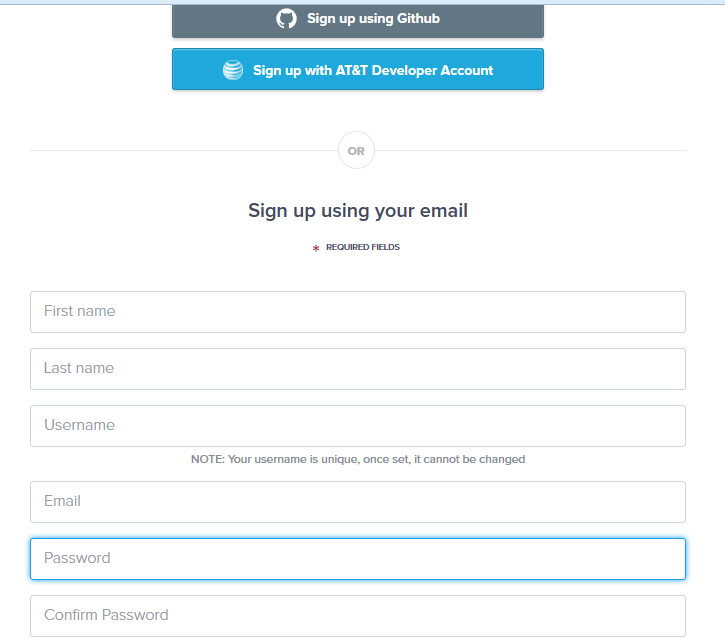 Sign up using Github
Sign up with AT&T Developer Account
OR
Sign up using your email
* REQUIRED FIELDS
First name
Last name
Username
NOTE: Your username is unique, once set, it cannot be changed
Email
Password
Confirm Password